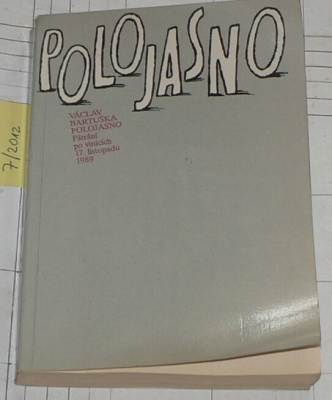 POLOJASNO
VÁCLAV
BARTUŠKA
POLOJASNO
Pátrání
po vinících
17. listopadu
1989
7/2012